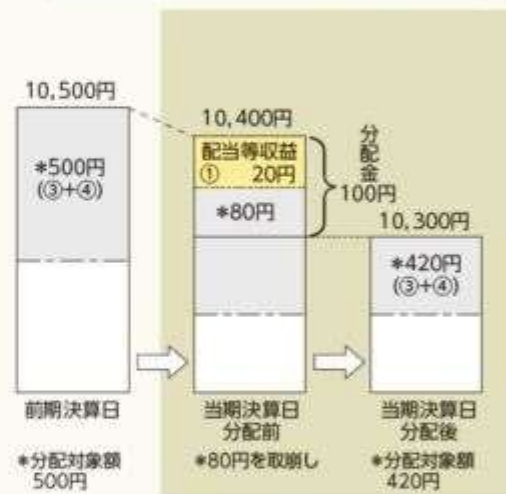 10,500円
*500円
(③+④)
前期決算日
*分配対象額
500円
10,400円
配当等収益
① 20円
*80円
分配金
100円
当期決算日
分配前
*80円を取崩し
10,300円
*420円
(③+④)
当期決算日
分配後
*分配対象額
420円